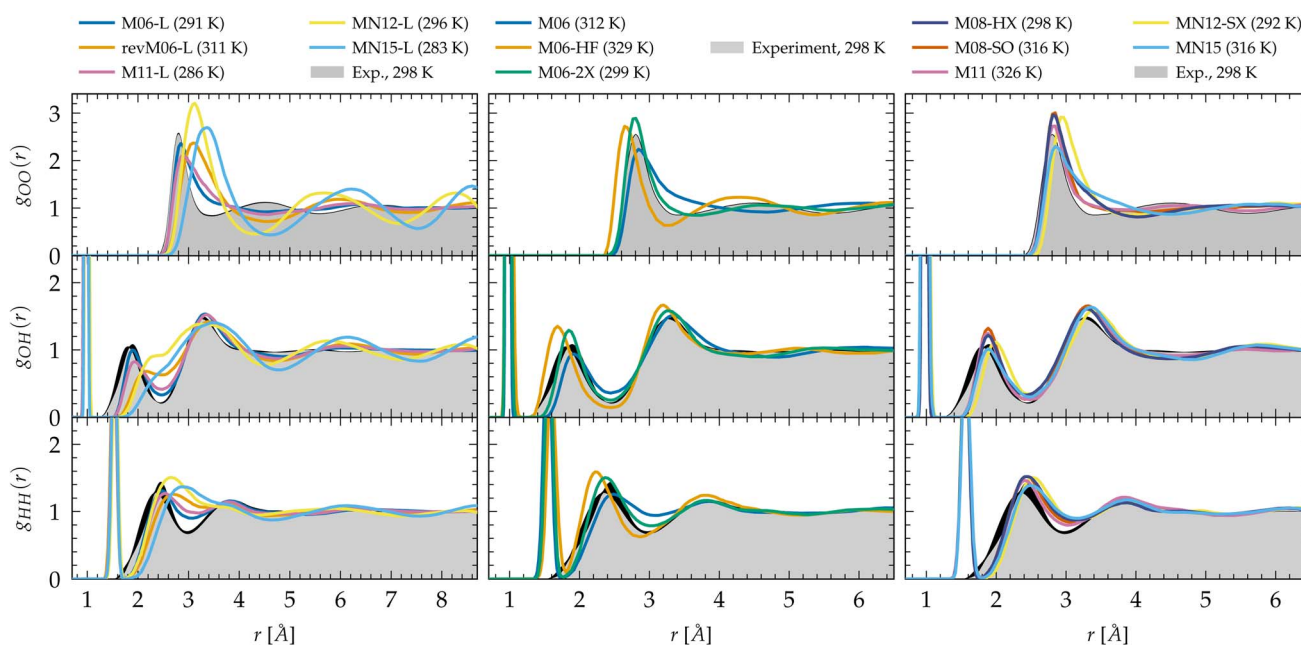 M06-L (291 K) MN12-L (296 K) M06 (312 K) M08-HX (298 K) MN12-SX (292 K)
revM06-L (311 K) MN15-L (283 K) M06-HF (329 K) Experiment, 298 K M08-SO (316 K) MN15 (316 K)
M11-L (286 K) Exp., 298 K M06-2X (299 K) M11 (326 K) Exp., 298 K
3
2
1
0
gOO(r)
2
1
0
gOH(r)
2
1
0
gHH(r)
1 2 3 4 5 6 7 8 1 2 3 4 5 6 1 2 3 4 5 6
r [Å] r [Å] r [Å]